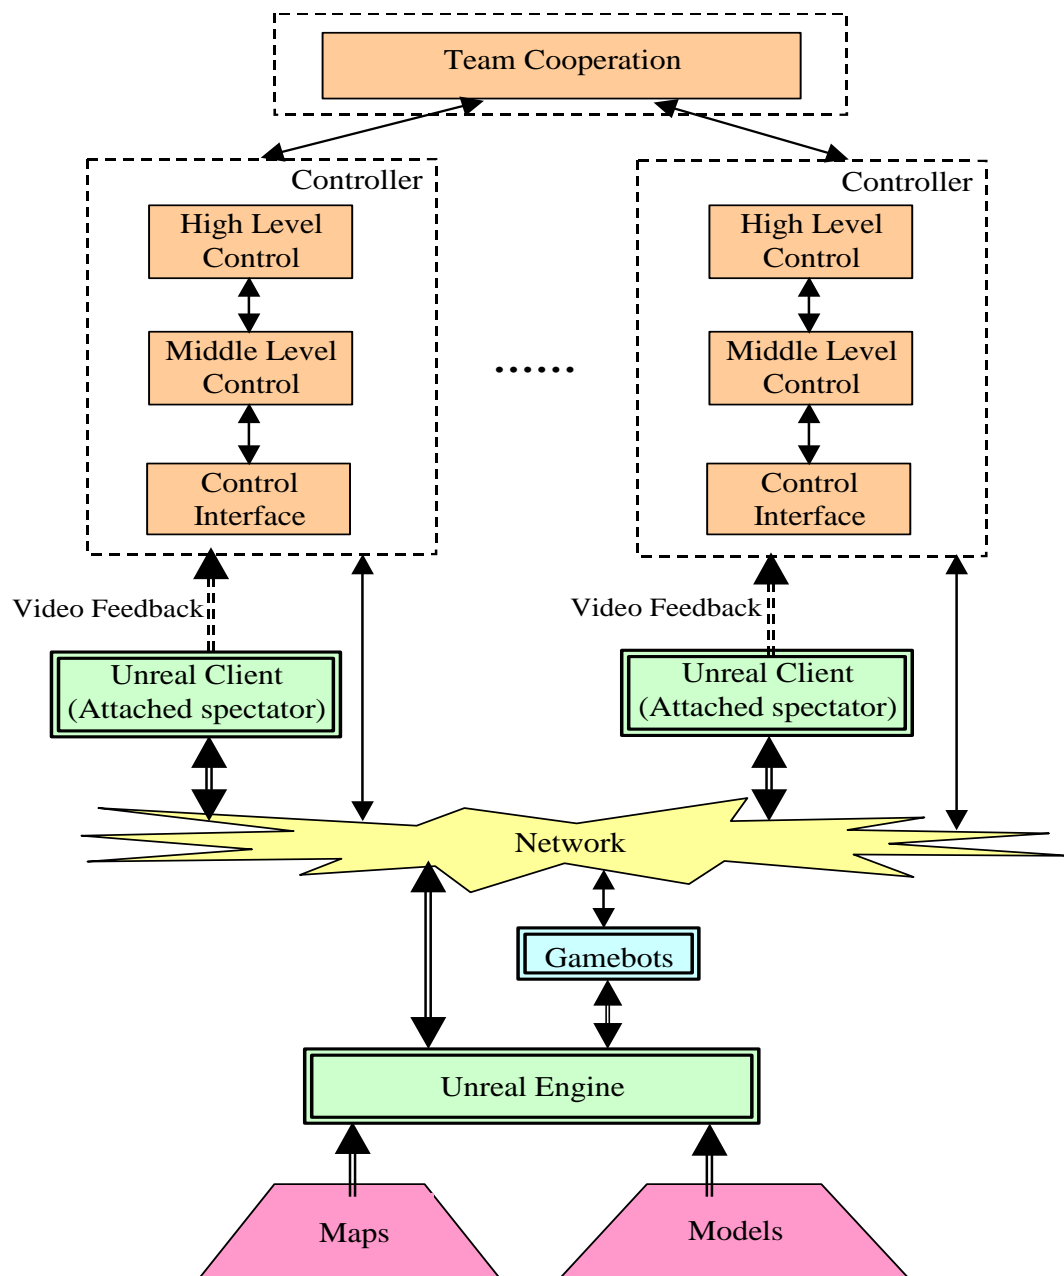 Team Cooperation
Controller
High Level
Control
Middle Level
Control
Control
Interface
Controller
High Level
Control
Middle Level
Control
Control
Interface
......
Video Feedback
Unreal Client
(Attached spectator)
Video Feedback
Unreal Client
(Attached spectator)
Network
Gamebots
Unreal Engine
Maps
Models